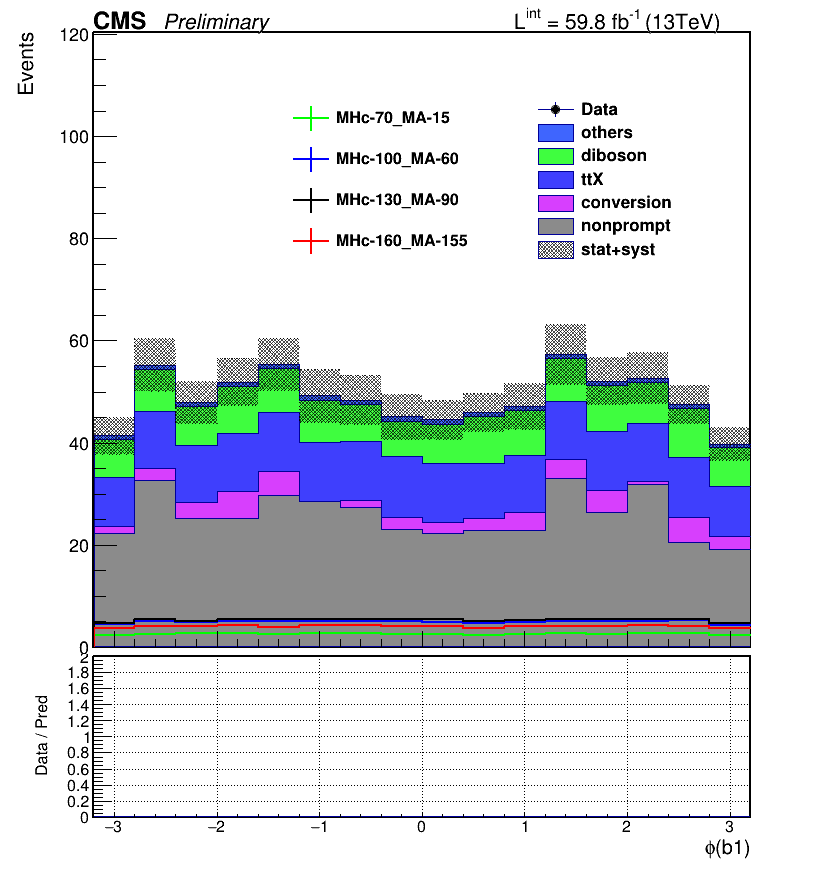 CMS Preliminary L^int = 59.8 fb^-1 (13TeV)
Events
120
100
80
60
40
20
0
MHc-70_MA-15
MHc-100_MA-60
MHc-130_MA-90
MHc-160_MA-155
Data
others
diboson
ttX
conversion
nonprompt
stat+syst
Data / Pred
2
1.8
1.6
1.4
1.2
1
0.8
0.6
0.4
0.2
0
−3 −2 −1 0 1 2 3
ϕ(b1)